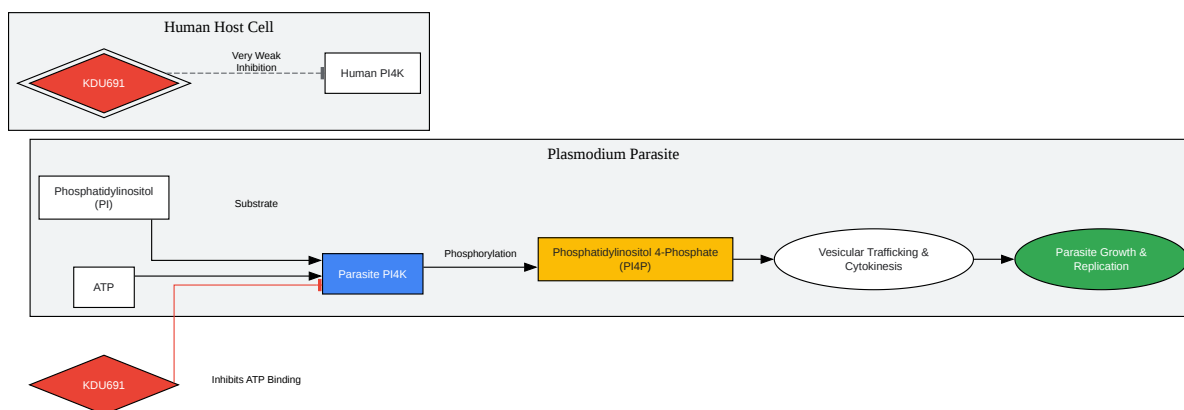 Human Host Cell
KDU691
Very Weak
Inhibition
Human PI4K
Plasmodium Parasite
Phosphatidylinositol
(PI)
Substrate
ATP
Parasite PI4K
Phosphorylation
Phosphatidylinositol 4-Phosphate
(PI4P)
Vesicular Trafficking &
Cytokinesis
Parasite Growth &
Replication
KDU691
Inhibits ATP Binding